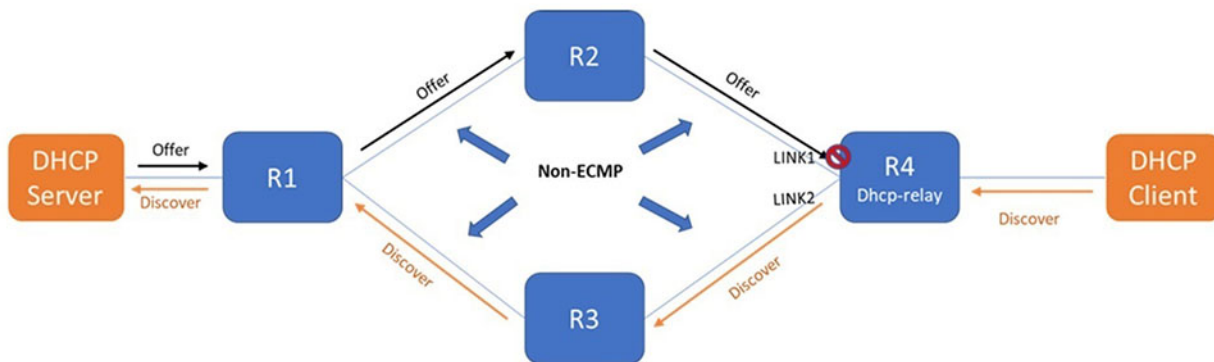 R2
Offer
Offer
DHCP
Server
Offer
Discover
R1
Non-ECMP
LINK1
LINK2
R4
Dhcp-relay
DHCP
Client
Discover
Discover
Discover
R3